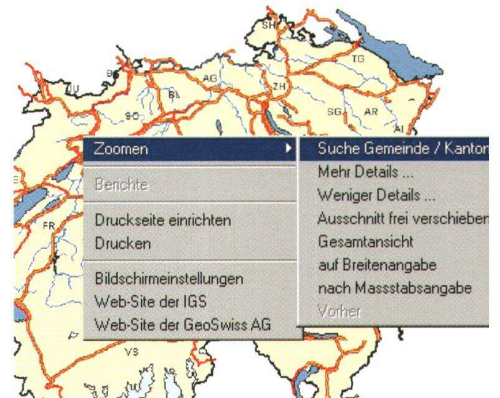 SH
TG
JU
B
AG
BL
ZH
SO
SG
AR
AI
Zoomen
Berichte
Druckseite einrichten
Drucken
Bildschirmeinstellungen
Web-Site der IGS
Web-Site der GeoSwiss AG
Suche Gemeinde / Kanton
Mehr Details ...
Weniger Details ...
Ausschnitt frei verschieben
Gesamtansicht
auf Breitenangabe
nach Massstabsangabe
Vorher
FR
VS